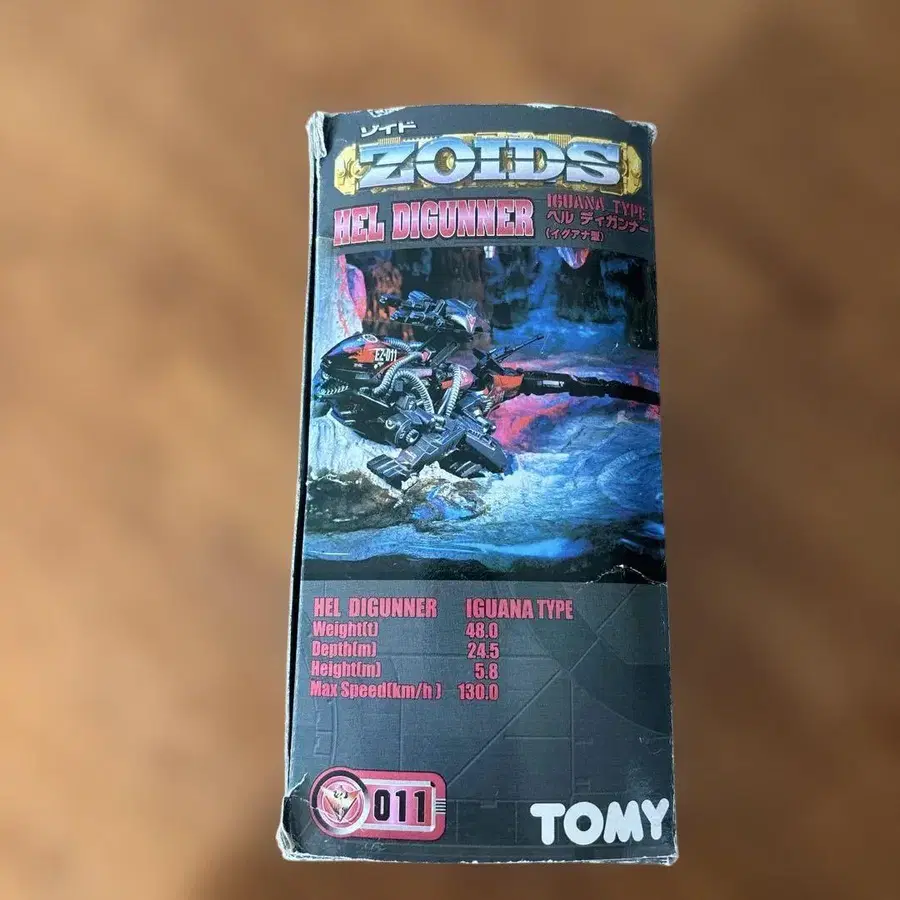 ゾイド
ZOIDS
HEL DIGUNNER
IGUANA TYPE
ヘル ディガンナー
(イグアナ型)
EZ-011
HEL DIGUNNER IGUANA TYPE
Weight(t) 48.0
Depth(m) 24.5
Height(m) 5.8
Max Speed(km/h) 130.0
011
TOMY